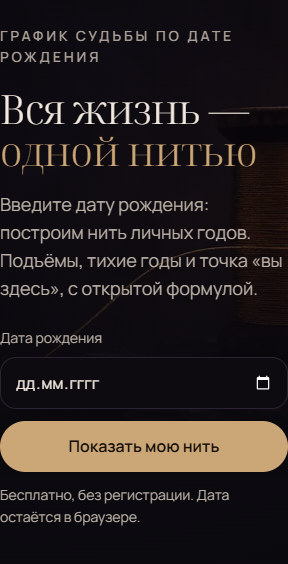 ГРАФИК СУДЬБЫ ПО ДАТЕ
РОЖДЕНИЯ
Вся жизнь —
одной нитью
Введите дату рождения:
построим нить личных годов.
Подъёмы, тихие годы и точка «вы
здесь», с открытой формулой.
Дата рождения
дд.мм.гггг
Показать мою нить
Бесплатно, без регистрации. Дата
остаётся в браузере.